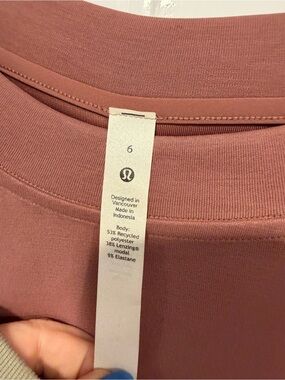 6
Designed in
Vancouver
Made in
Indonesia
Body:
53% Recycled
polyester
38% Lenzing®
modal
9% Elastane